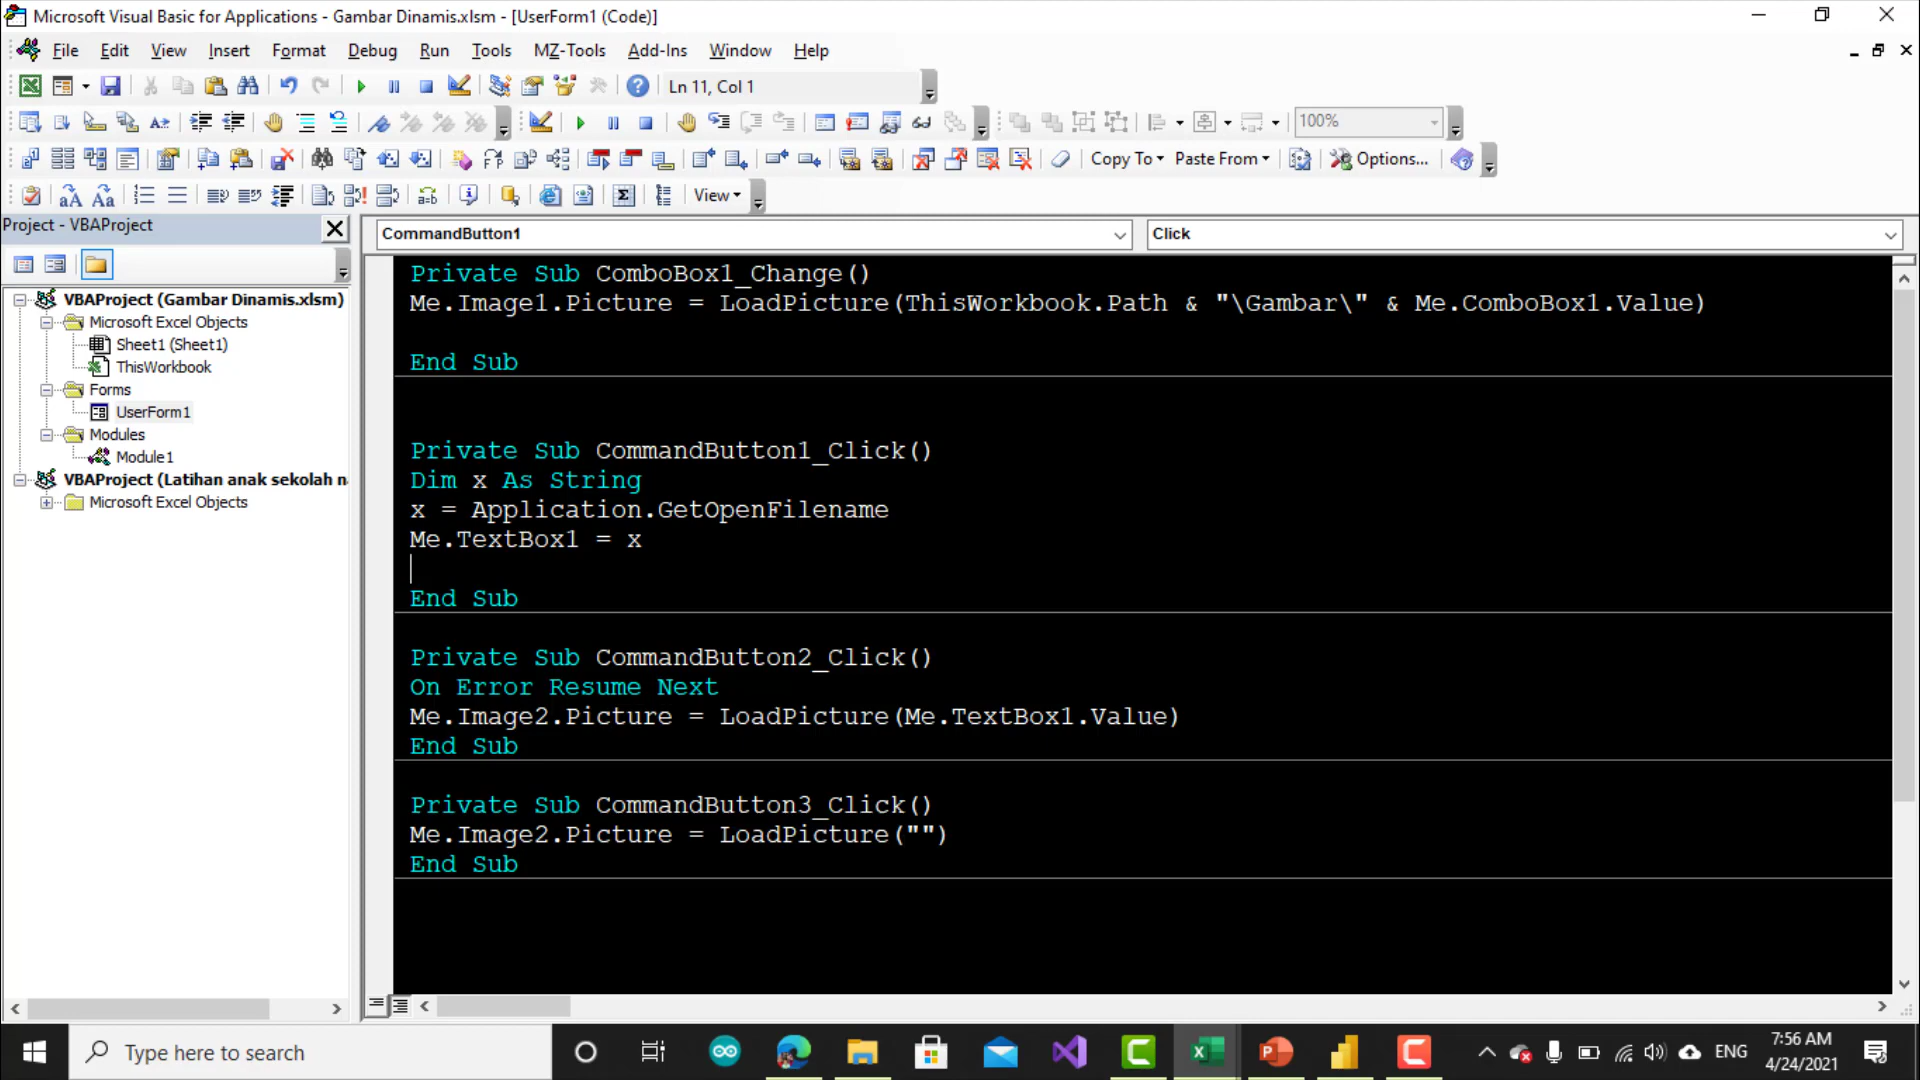 Microsoft Visual Basic for Applications - Gambar Dinamis.xlsm - [UserForm1 (Code)]
File Edit View Insert Format Debug Run Tools MZ-Tools Add-Ins Window Help
Ln 11, Col 1
100%
Copy To Paste From Options...
View
Project - VBAProject
CommandButton1
Click
VBAProject (Gambar Dinamis.xlsm)
Microsoft Excel Objects
Sheet1 (Sheet1)
ThisWorkbook
Forms
UserForm1
Modules
Module1
VBAProject (Latihan anak sekolah n
Microsoft Excel Objects
Private Sub ComboBox1_Change()
Me.Image1.Picture = LoadPicture(ThisWorkbook.Path & "\Gambar\" & Me.ComboBox1.Value)
End Sub
Private Sub CommandButton1_Click()
Dim x As String
x = Application.GetOpenFilename
Me.TextBox1 = x
End Sub
Private Sub CommandButton2_Click()
On Error Resume Next
Me.Image2.Picture = LoadPicture(Me.TextBox1.Value)
End Sub
Private Sub CommandButton3_Click()
Me.Image2.Picture = LoadPicture("")
End Sub
Type here to search
ENG
7:56 AM
4/24/2021